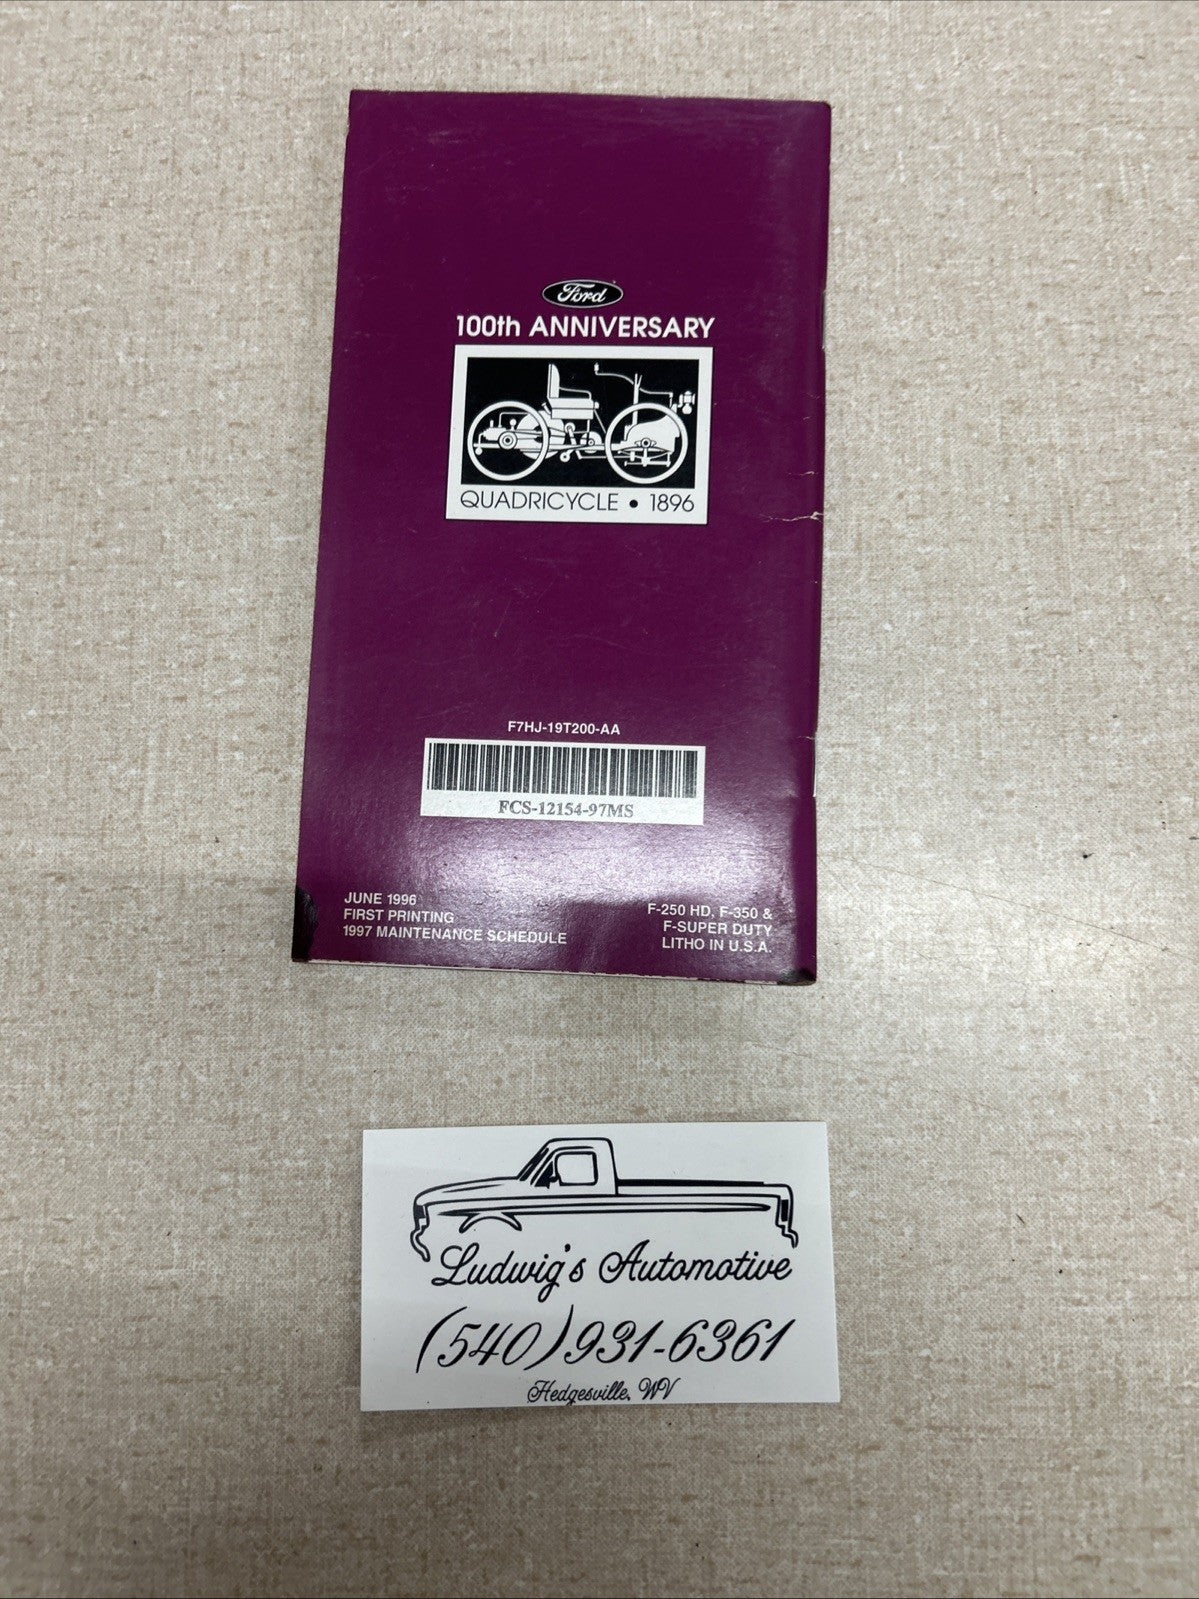 Ford
100th ANNIVERSARY
QUADRICYCLE • 1896
F7HJ-19T200-AA
FCS-12154-97MS
JUNE 1996
FIRST PRINTING
1997 MAINTENANCE SCHEDULE
F-250 HD, F-350 &
F-SUPER DUTY
LITHO IN U.S.A.
Ludwig's Automotive
(540)931-6361
Hedgesville, WV